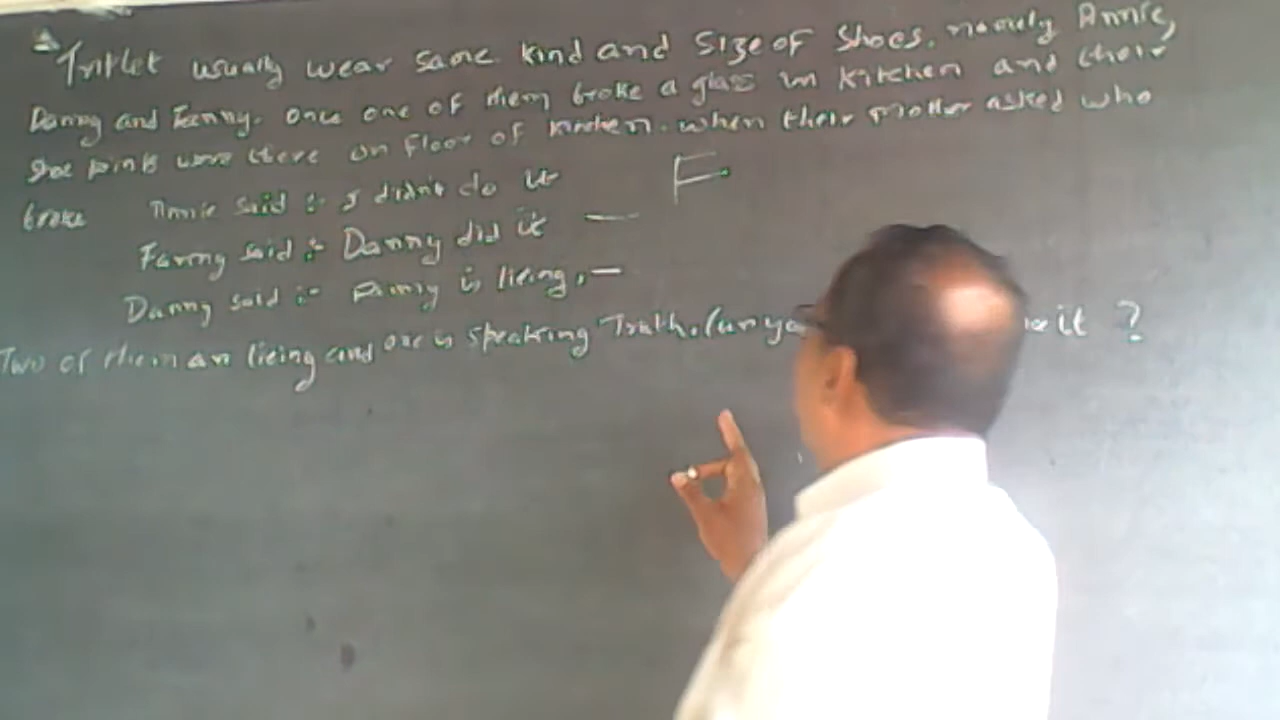 Triplet usually wear same kind and size of shoes. namely Annie,
Danny and Fanny. once one of them broke a glass in kitchen and their
were there on floor of kitchen. when their mother asked who
broke Annie said :- I didn't do it F
Fanny said :- Danny did it —
Danny said :- Fanny is lieing. —
Two of them are lieing and one is speaking Truth. Can it ?